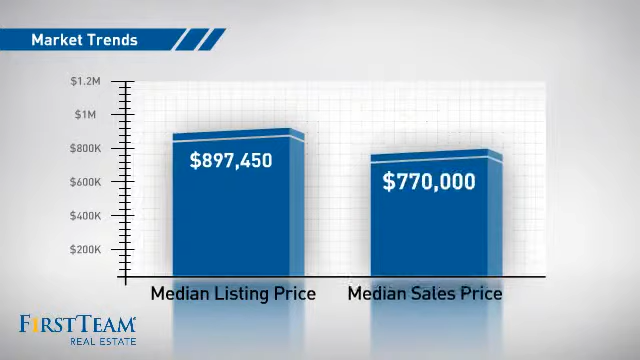 Market Trends
$1.2M
$1M
$800K
$600K
$400K
$200K
$897,450
$770,000
Median Listing Price
Median Sales Price
FIRSTTEAM®
REAL ESTATE